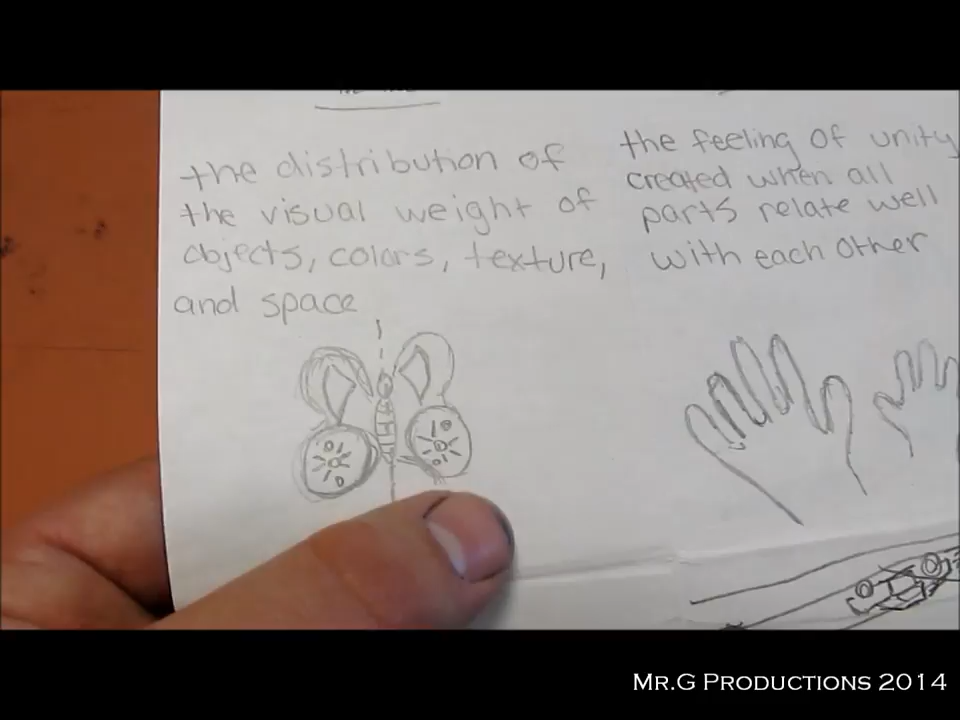 the distribution of
the visual weight of
objects, colors, texture,
and space
the feeling of unity
created when all
parts relate well
with each other
MR.G PRODUCTIONS 2014